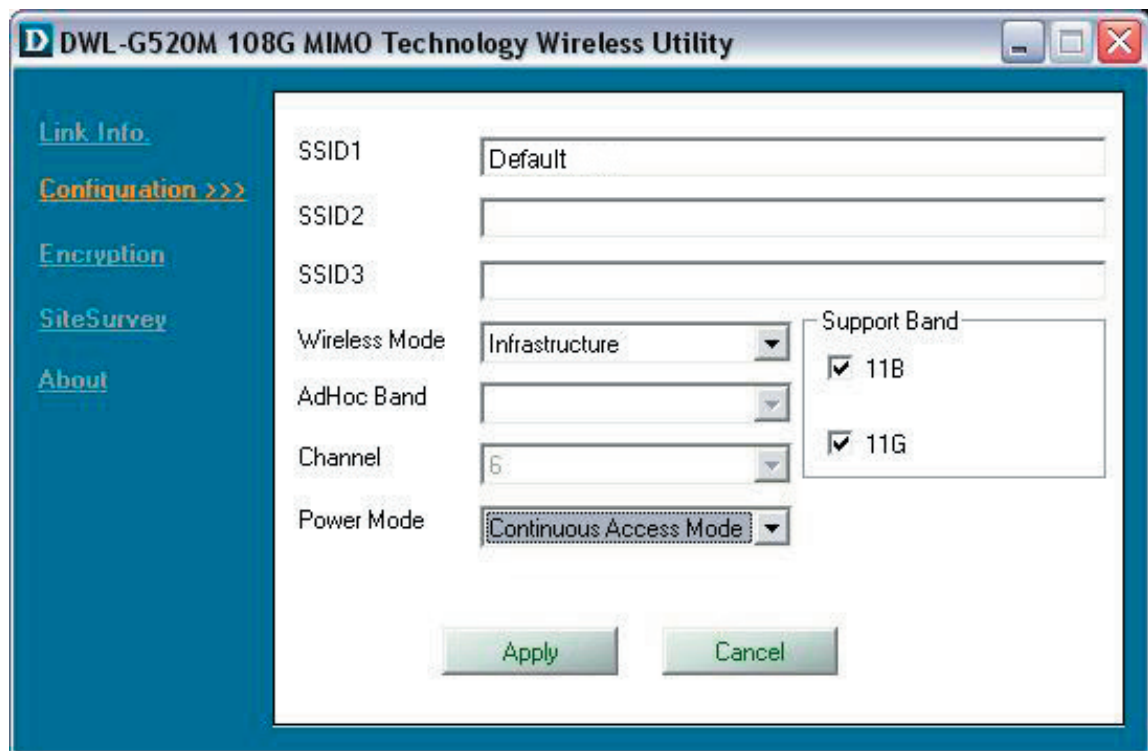 D DWL-G520M 108G MIMO Technology Wireless Utility
Link Info.
Configuration >>>
Encryption
SiteSurvey
About
SSID1 Default
SSID2
SSID3
Wireless Mode Infrastructure
AdHoc Band
Channel 6
Power Mode Continuous Access Mode
Support Band
11B
11G
Apply Cancel